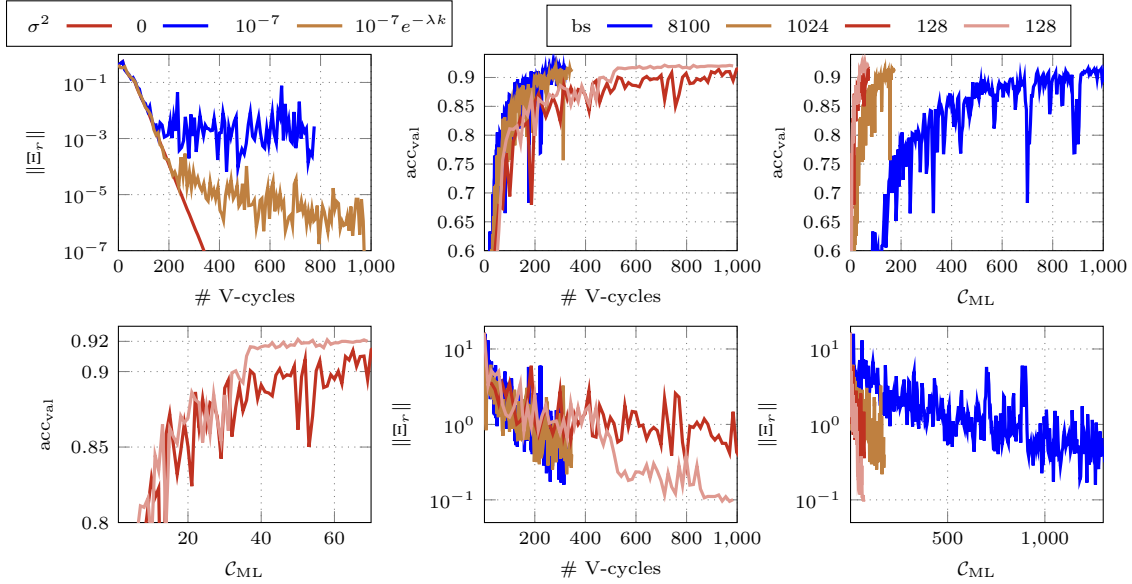 σ² 0 10⁻⁷ 10⁻⁷e^{−λk}
bs 8100 1024 128 128
10⁻¹
10⁻³
10⁻⁵
10⁻⁷
‖Ξᵣ‖
0 200 400 600 800 1,000
# V-cycles
0.9
0.85
0.8
0.75
0.7
0.65
0.6
acc_val
0 200 400 600 800 1,000
# V-cycles
0.9
0.85
0.8
0.75
0.7
0.65
0.6
acc_val
0 200 400 600 800 1,000
𝒞_ML
0.92
0.9
0.85
0.8
acc_val
20 40 60
𝒞_ML
10¹
10⁰
10⁻¹
‖Ξᵣ‖
0 200 400 600 800 1,000
# V-cycles
10¹
10⁰
10⁻¹
‖Ξᵣ‖
500 1,000
𝒞_ML